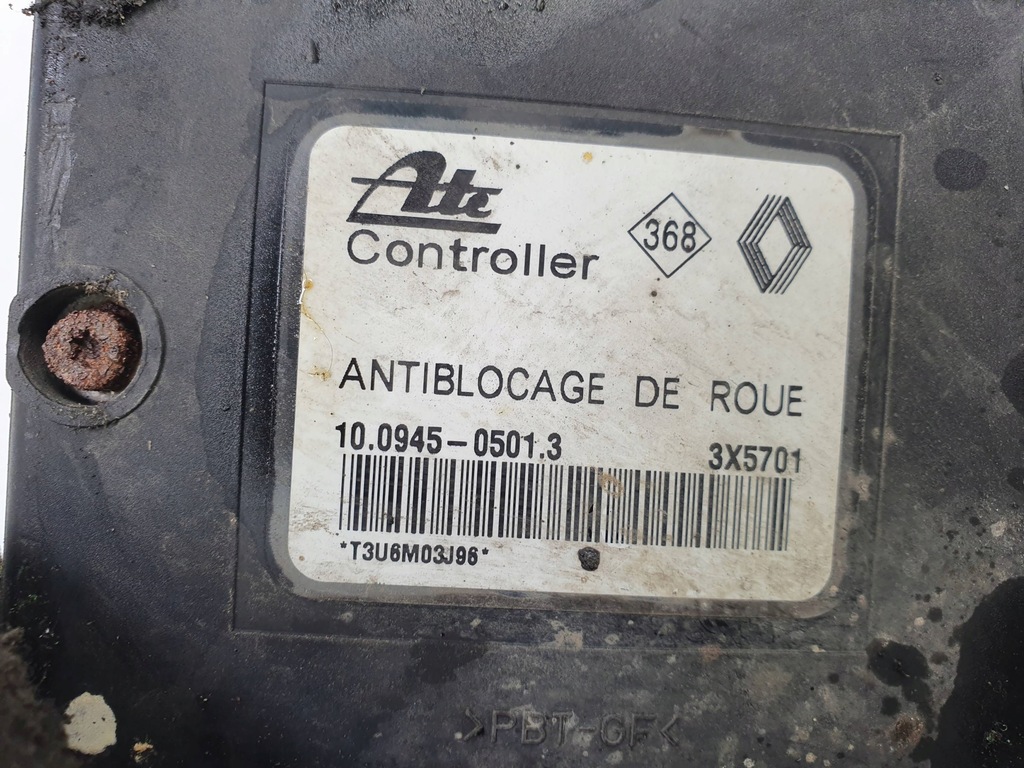 Ate
Controller
368
ANTIBLOCAGE DE ROUE
10.0945-0501.3 3X5701
*T3U6M03J96*
>PBT-GF<